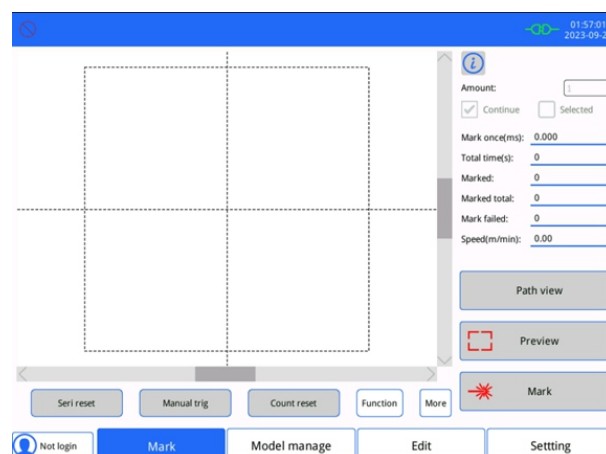 01:57:01
2023-09-2
Amount: 1
Continue Selected
Mark once(ms): 0.000
Total time(s): 0
Marked: 0
Marked total: 0
Mark failed: 0
Speed(m/min): 0.00
Path view
Preview
Mark
Seri reset Manual trig Count reset Function More
Not login Mark Model manage Edit Settting